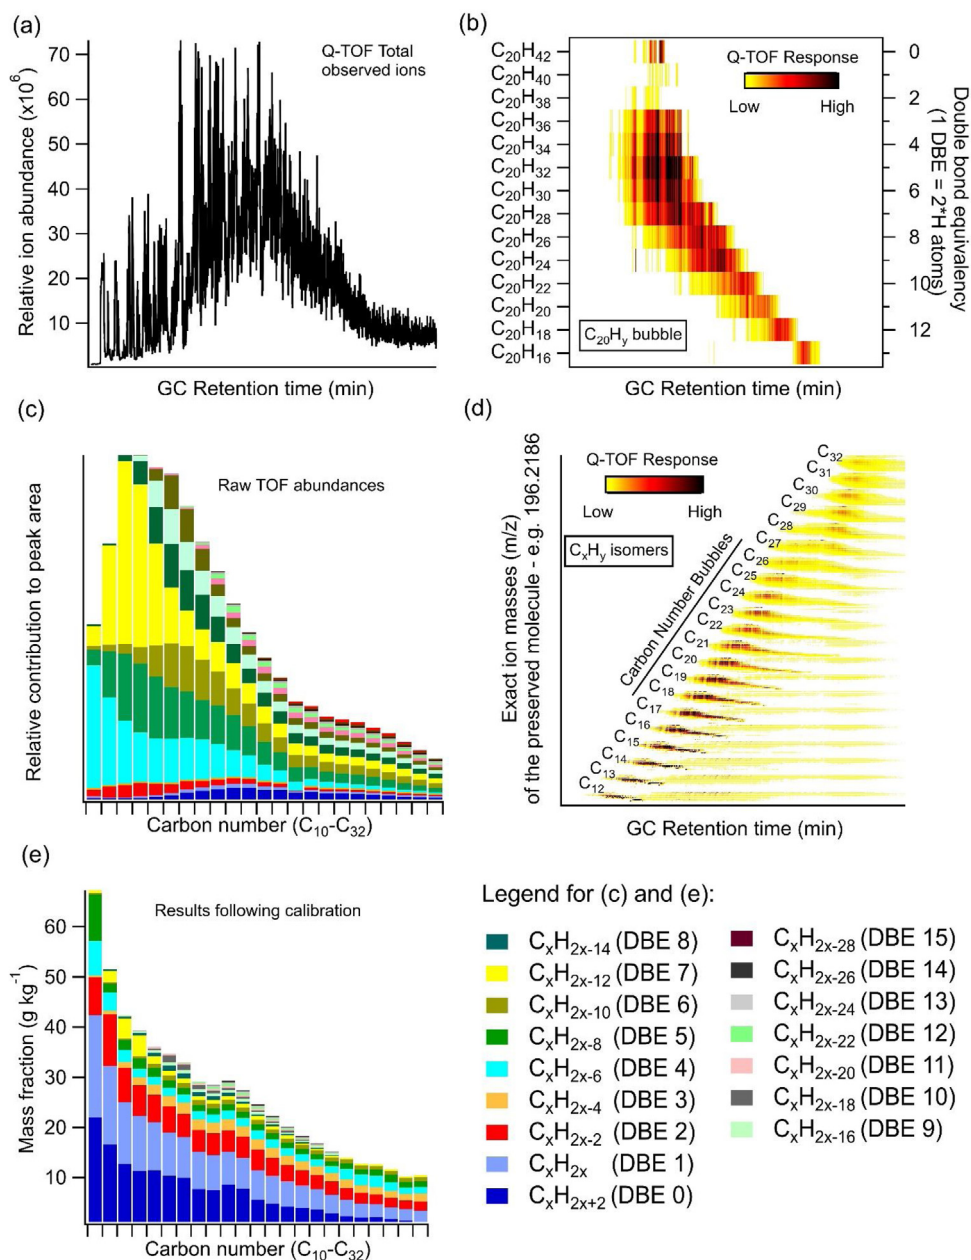 (a)
Q-TOF Total
observed ions
Relative ion abundance (x10⁶)
70
60
50
40
30
20
10
GC Retention time (min)
(b)
Q-TOF Response
Low High
C₂₀H₄₂
C₂₀H₄₀
C₂₀H₃₈
C₂₀H₃₆
C₂₀H₃₄
C₂₀H₃₂
C₂₀H₃₀
C₂₀H₂₈
C₂₀H₂₆
C₂₀H₂₄
C₂₀H₂₂
C₂₀H₂₀
C₂₀H₁₈
C₂₀H₁₆
0
2
4
6
8
10
12
Double bond equivalency
(1 DBE = 2*H atoms)
C₂₀Hᵧ bubble
GC Retention time (min)
(c)
Raw TOF abundances
Relative contribution to peak area
Carbon number (C₁₀-C₃₂)
(d)
Q-TOF Response
Low High
CₓHᵧ isomers
Carbon Number Bubbles
Exact ion masses (m/z)
of the preserved molecule - e.g. 196.2186
C₃₂
C₃₁
C₃₀
C₂₉
C₂₈
C₂₇
C₂₆
C₂₅
C₂₄
C₂₃
C₂₂
C₂₁
C₂₀
C₁₉
C₁₈
C₁₇
C₁₆
C₁₅
C₁₄
C₁₃
C₁₂
GC Retention time (min)
(e)
Results following calibration
Mass fraction (g kg⁻¹)
60
50
40
30
20
10
Carbon number (C₁₀-C₃₂)
Legend for (c) and (e):
CₓH₂ₓ₋₁₄ (DBE 8)
CₓH₂ₓ₋₁₂ (DBE 7)
CₓH₂ₓ₋₁₀ (DBE 6)
CₓH₂ₓ₋₈ (DBE 5)
CₓH₂ₓ₋₆ (DBE 4)
CₓH₂ₓ₋₄ (DBE 3)
CₓH₂ₓ₋₂ (DBE 2)
CₓH₂ₓ (DBE 1)
CₓH₂ₓ₊₂ (DBE 0)
CₓH₂ₓ₋₂₈ (DBE 15)
CₓH₂ₓ₋₂₆ (DBE 14)
CₓH₂ₓ₋₂₄ (DBE 13)
CₓH₂ₓ₋₂₂ (DBE 12)
CₓH₂ₓ₋₂₀ (DBE 11)
CₓH₂ₓ₋₁₈ (DBE 10)
CₓH₂ₓ₋₁₆ (DBE 9)